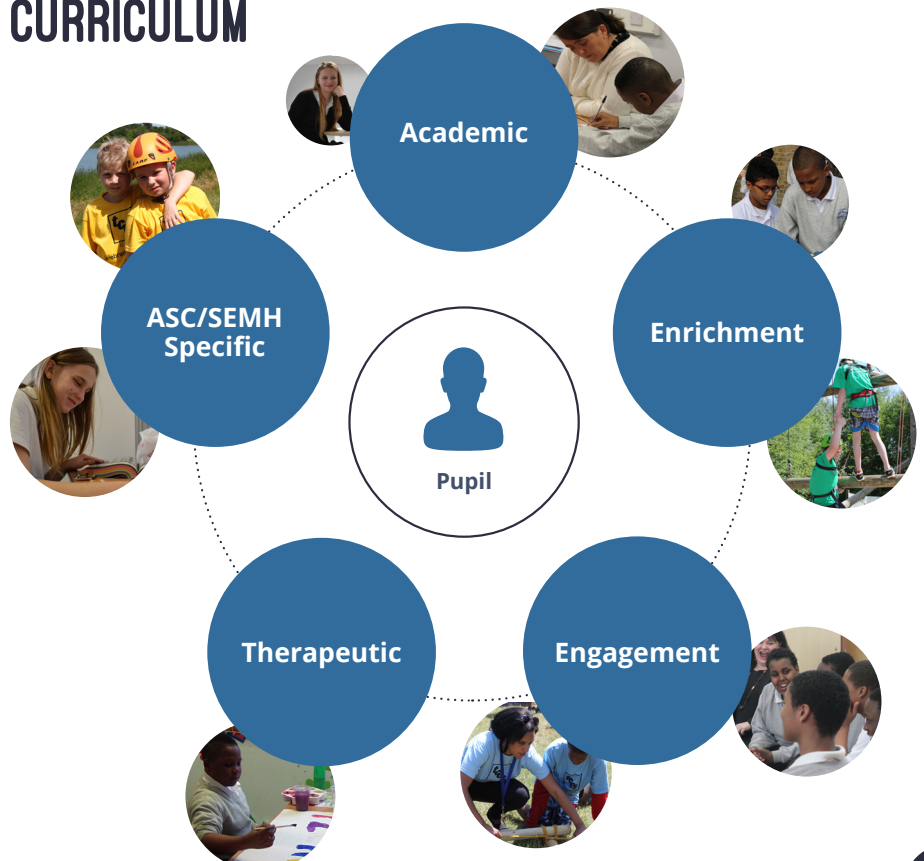 CURRICULUM
Academic
ASC/SEMH
Specific
Enrichment
Pupil
Therapeutic
Engagement